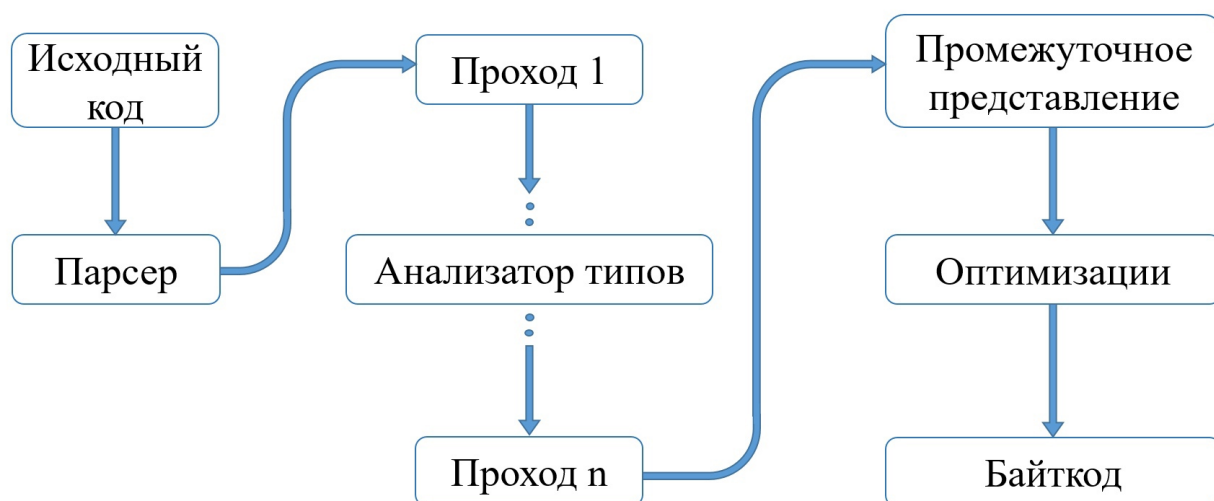 Исходный
код
Парсер
Проход 1
Анализатор типов
Проход n
Промежуточное
представление
Оптимизации
Байткод